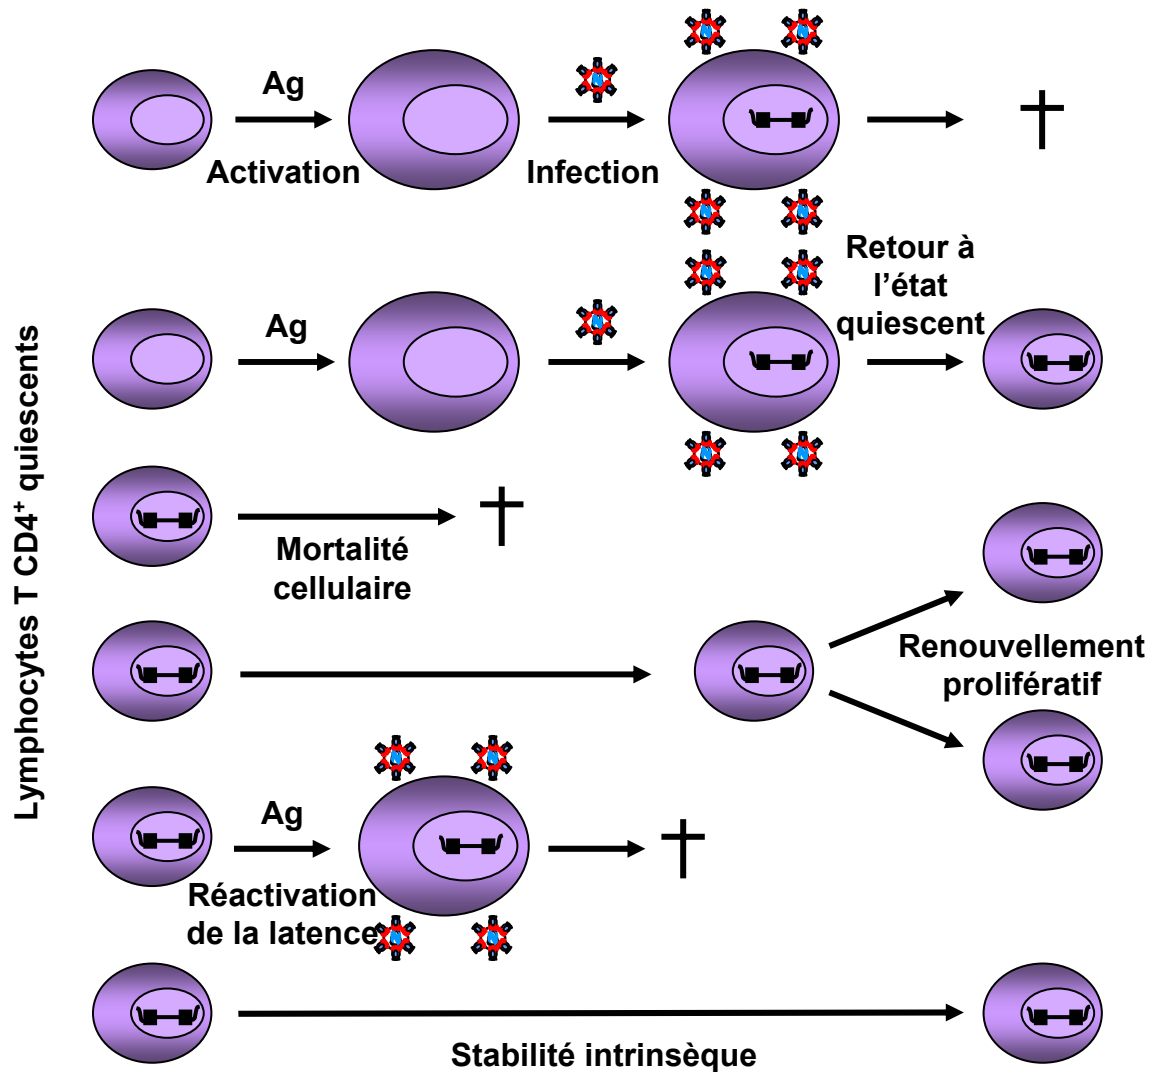 Ag
Activation
Infection
Retour à
l’état
quiescent
Ag
Lymphocytes T CD4⁺ quiescents
Mortalité
cellulaire
Renouvellement
prolifératif
Ag
Réactivation
de la latence
Stabilité intrinsèque